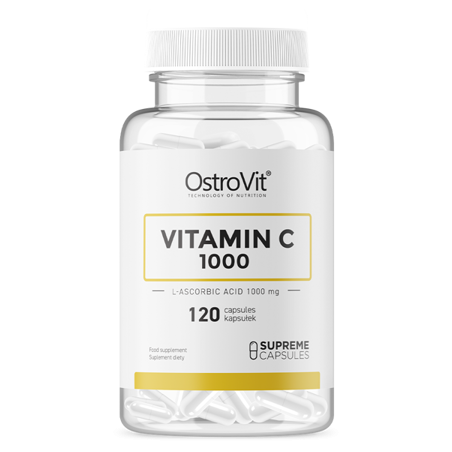 OstroVit®
TECHNOLOGY OF NUTRITION
VITAMIN C
1000
L-ASCORBIC ACID 1000 mg
120 capsules
kapsułek
Food supplement
Suplement diety
SUPREME
CAPSULES